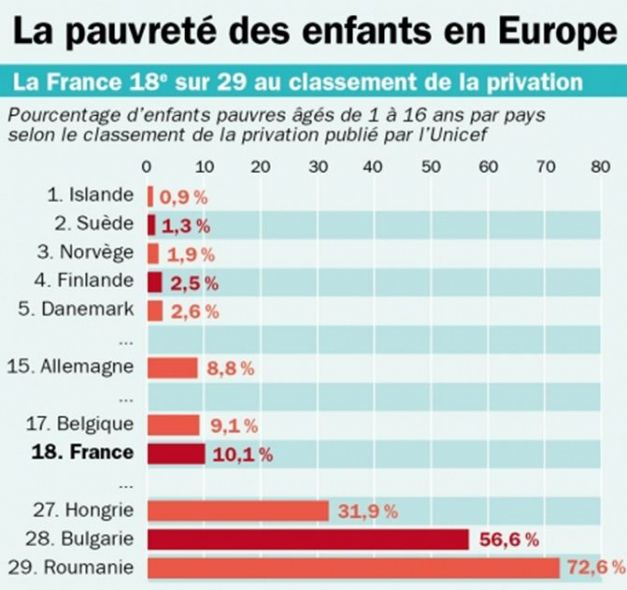 La pauvreté des enfants en Europe
La France 18e sur 29 au classement de la privation
Pourcentage d'enfants pauvres âgés de 1 à 16 ans par pays
selon le classement de la privation publié par l'Unicef
0 10 20 30 40 50 60 70 80
1. Islande 0,9 %
2. Suède 1,3 %
3. Norvège 1,9 %
4. Finlande 2,5 %
5. Danemark 2,6 %
...
15. Allemagne 8,8 %
...
17. Belgique 9,1 %
18. France 10,1 %
...
27. Hongrie 31,9 %
28. Bulgarie 56,6 %
29. Roumanie 72,6 %